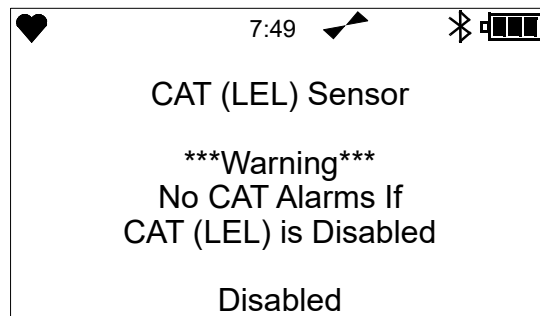 7:49
CAT (LEL) Sensor
***Warning***
No CAT Alarms If
CAT (LEL) is Disabled
Disabled